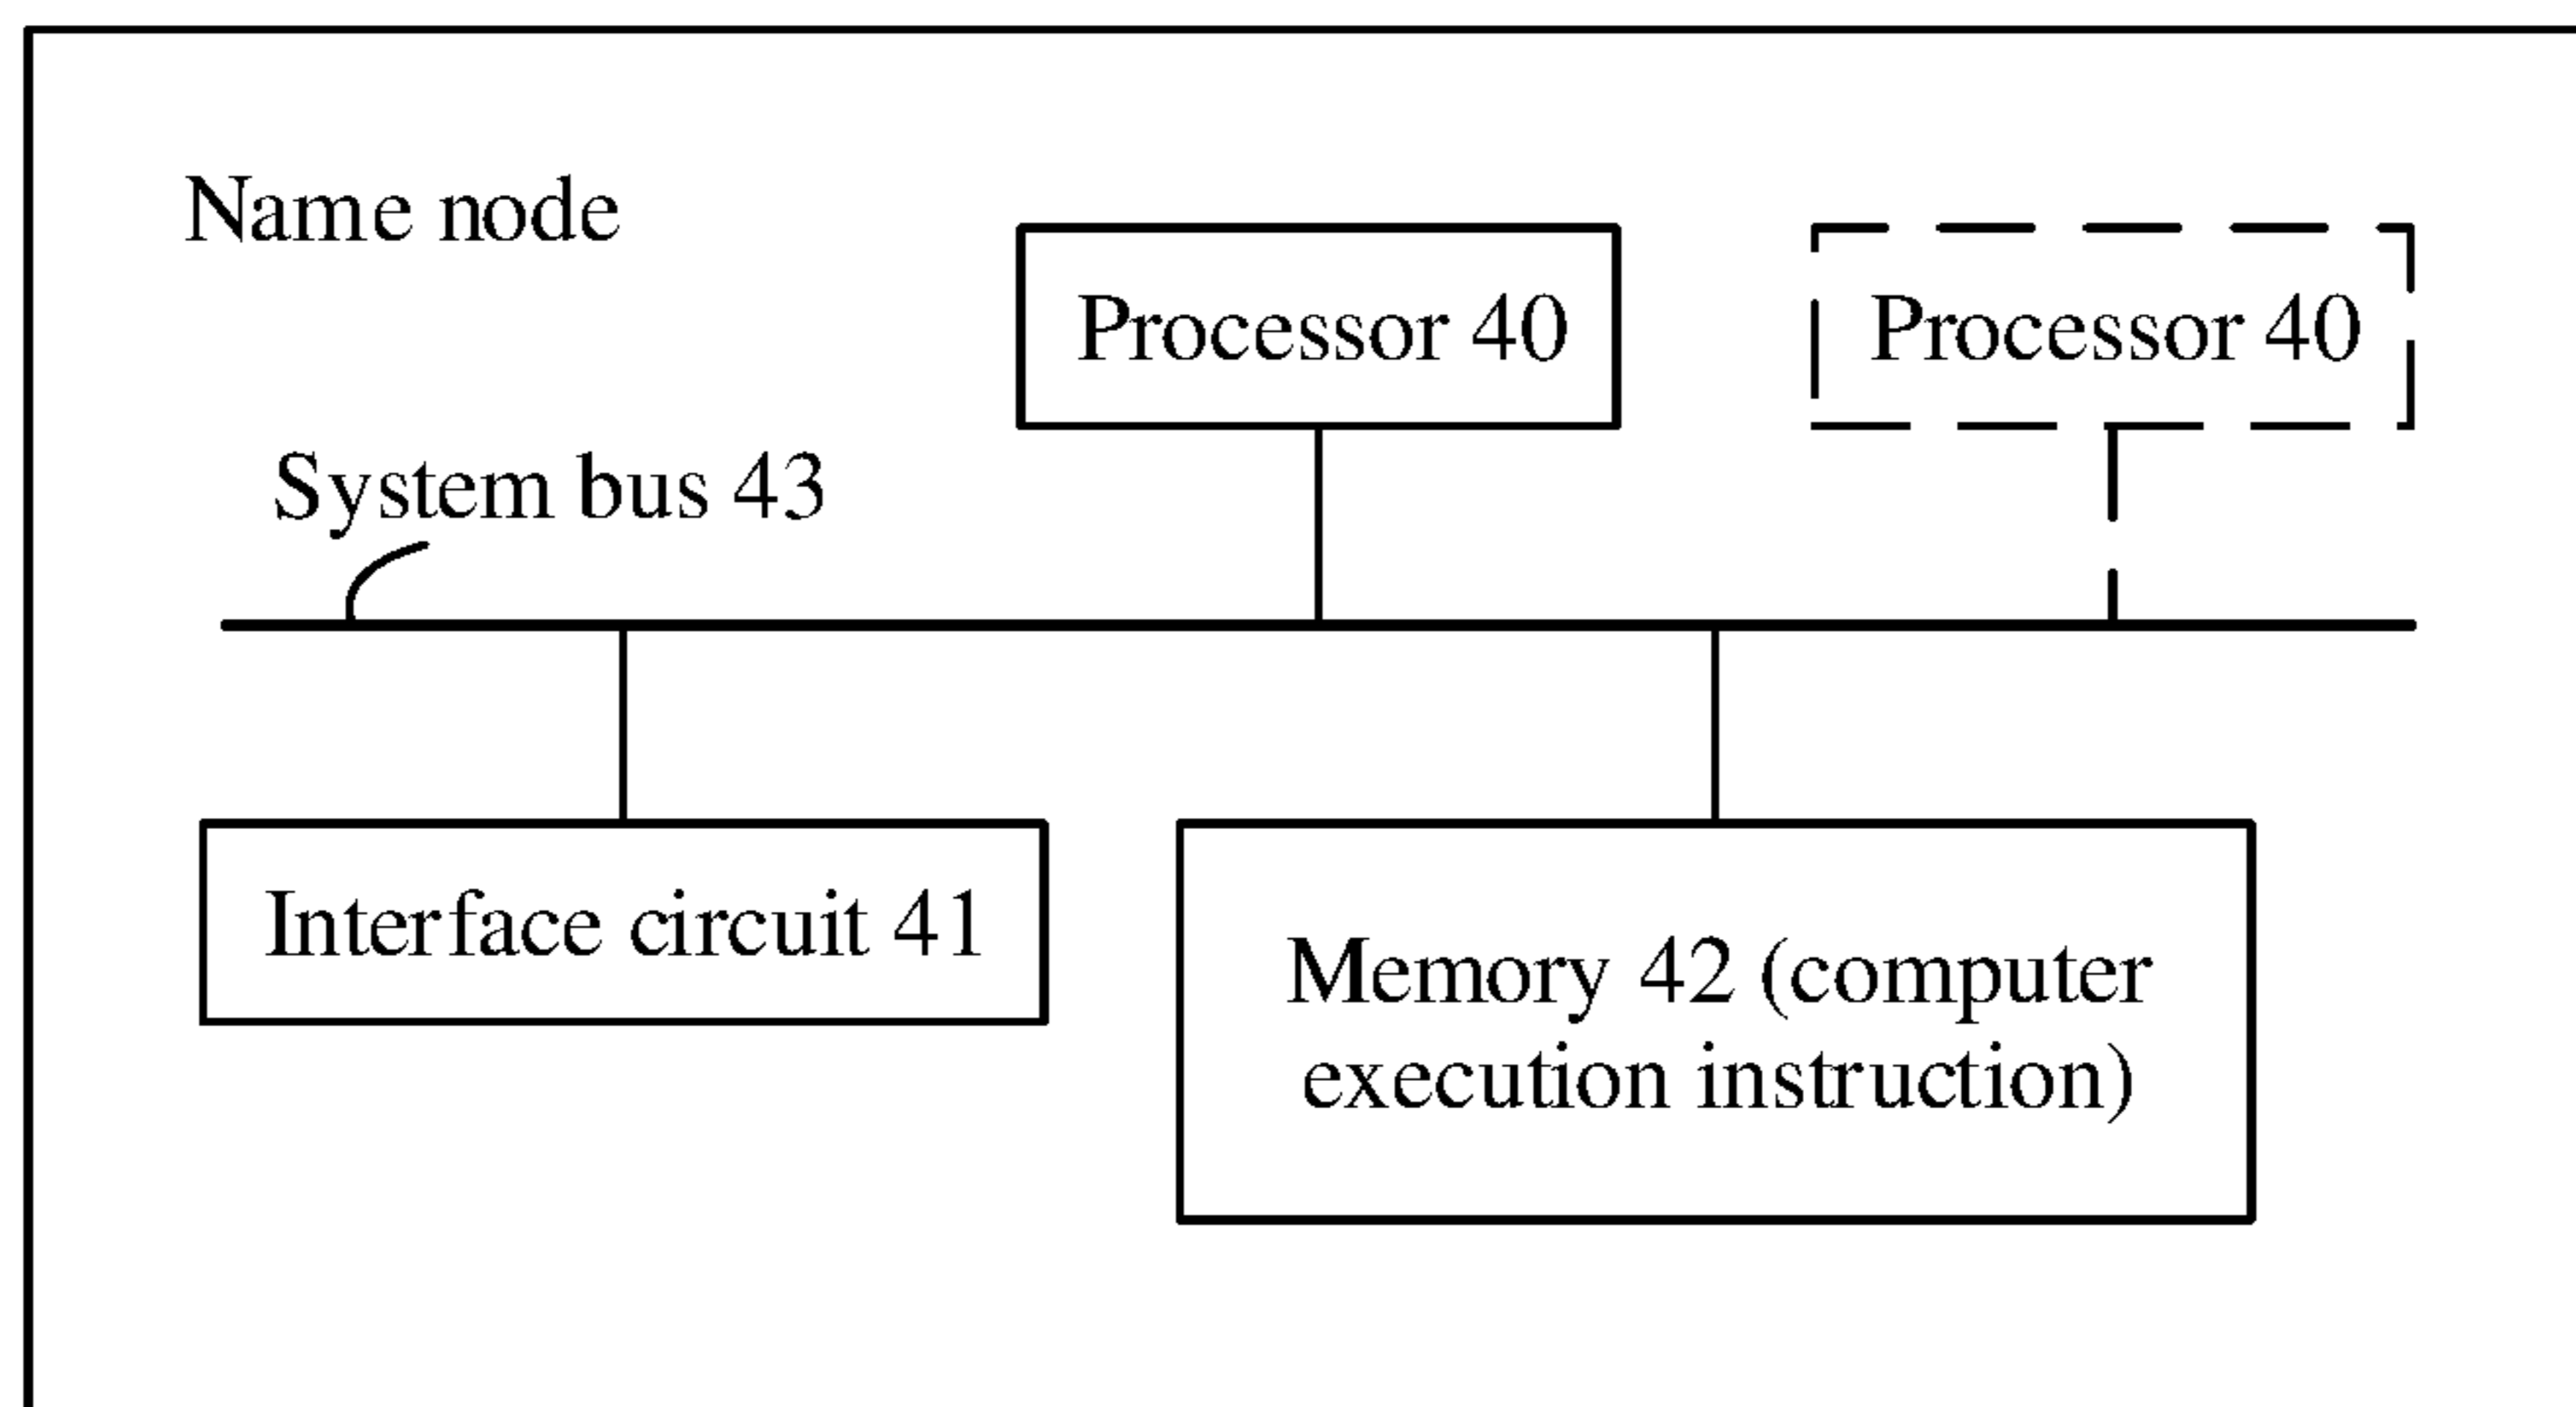 Name node
Processor 40
Processor 40
System bus 43
Interface circuit 41
Memory 42 (computer
execution instruction)